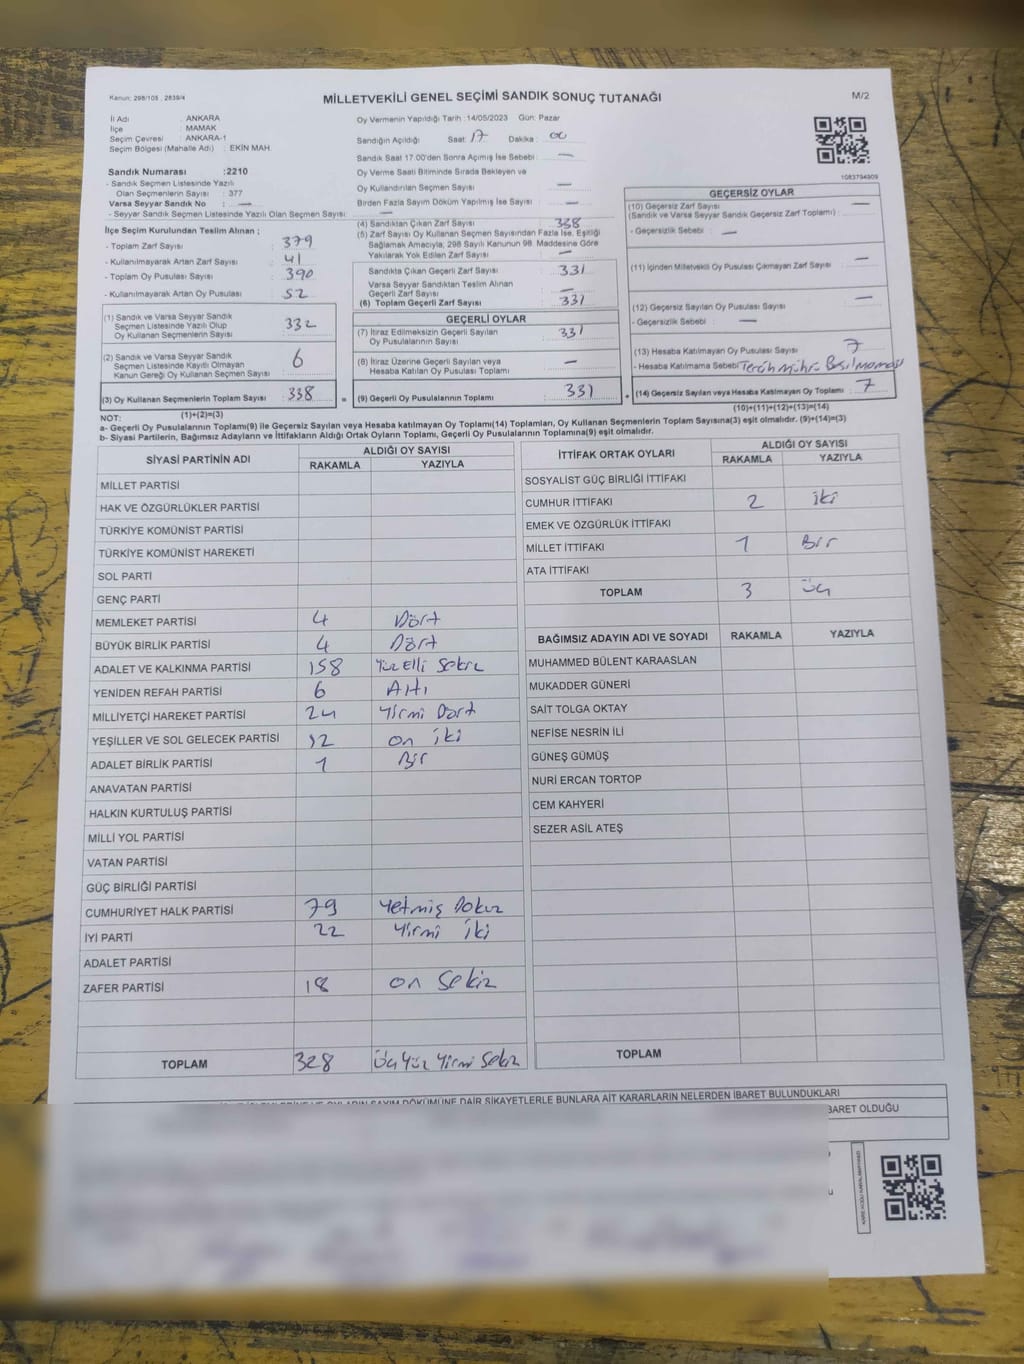 Kanun: 298/105 , 2839/4
MİLLETVEKİLİ GENEL SEÇİMİ SANDIK SONUÇ TUTANAĞI
M/2
İl Adı : ANKARA
İlçe : MAMAK
Seçim Çevresi : ANKARA-1
Seçim Bölgesi (Mahalle Adı) : EKİN MAH.
Sandık Numarası :2210
- Sandık Seçmen Listesinde Yazılı
Olan Seçmenlerin Sayısı : 377
Varsa Seyyar Sandık No : —
- Seyyar Sandık Seçmen Listesinde Yazılı Olan Seçmen Sayısı: —
Oy Vermenin Yapıldığı Tarih :14/05/2023 Gün: Pazar
Sandığın Açıldığı Saat: 17 Dakika : 00
Sandık Saat 17.00'den Sonra Açımış İse Sebebi : —
Oy Verme Saati Bitiminde Sırada Bekleyen ve
Oy Kullandırılan Seçmen Sayısı : —
Birden Fazla Sayım Döküm Yapılmış İse Sayısı : —
1083794909
İlçe Seçim Kurulundan Teslim Alınan ;
- Toplam Zarf Sayısı : 379
- Kullanılmayarak Artan Zarf Sayısı : 41
- Toplam Oy Pusulası Sayısı : 390
- Kullanılmayarak Artan Oy Pusulası : 52
(1) Sandık ve Varsa Seyyar Sandık
Seçmen Listesinde Yazılı Olup
Oy Kullanan Seçmenlerin Sayısı : 332
(2) Sandık ve Varsa Seyyar Sandık
Seçmen Listesinde Kayıtlı Olmayan
Kanun Gereği Oy Kullanan Seçmen Sayısı : 6
(3) Oy Kullanan Seçmenlerin Toplam Sayısı : 338
(1)+(2)=(3)
(4) Sandıktan Çıkan Zarf Sayısı : 338
(5) Zarf Sayısı Oy Kullanan Seçmen Sayısından Fazla İse, Eşitliği
Sağlamak Amacıyla, 298 Sayılı Kanunun 98. Maddesine Göre
Yakılarak Yok Edilen Zarf Sayısı : —
Sandıkta Çıkan Geçerli Zarf Sayısı : 331
Varsa Seyyar Sandıktan Teslim Alınan
Geçerli Zarf Sayısı : —
(6) Toplam Geçerli Zarf Sayısı : 331
GEÇERLİ OYLAR
(7) İtiraz Edilmeksizin Geçerli Sayılan
Oy Pusulalarının Sayısı : 331
(8) İtiraz Üzerine Geçerli Sayılan veya
Hesaba Katılan Oy Pusulası Toplamı : —
= (9) Geçerli Oy Pusulalarının Toplamı : 331
GEÇERSİZ OYLAR
(10) Geçersiz Zarf Sayısı : —
(Sandık ve Varsa Seyyar Sandık Geçersiz Zarf Toplamı)
- Geçersizlik Sebebi : —
(11) İçinden Milletvekili Oy Pusulası Çıkmayan Zarf Sayısı : —
(12) Geçersiz Sayılan Oy Pusulası Sayısı : —
- Geçersizlik Sebebi : —
(13) Hesaba Katılmayan Oy Pusulası Sayısı : 7
- Hesaba Katılmama Sebebi : Tercih Mührü Basılmaması
+ (14) Geçersiz Sayılan veya Hesaba Katılmayan Oy Toplamı : 7
(10)+(11)+(12)+(13)=(14)
NOT:
a- Geçerli Oy Pusulalarının Toplamı(9) ile Geçersiz Sayılan veya Hesaba katılmayan Oy Toplamı(14) Toplamları, Oy Kullanan Seçmenlerin Toplam Sayısına(3) eşit olmalıdır. (9)+(14)=(3)
b- Siyasi Partilerin, Bağımsız Adayların ve İttifakların Aldığı Ortak Oyların Toplamı, Geçerli Oy Pusulalarının Toplamına(9) eşit olmalıdır.
SİYASİ PARTİNİN ADI ALDIĞI OY SAYISI
RAKAMLA YAZIYLA
MİLLET PARTİSİ
HAK VE ÖZGÜRLÜKLER PARTİSİ
TÜRKİYE KOMÜNİST PARTİSİ
TÜRKİYE KOMÜNİST HAREKETİ
SOL PARTİ
GENÇ PARTİ
MEMLEKET PARTİSİ 4 Dört
BÜYÜK BİRLİK PARTİSİ 4 Dört
ADALET VE KALKINMA PARTİSİ 158 Yüz Elli Sekiz
YENİDEN REFAH PARTİSİ 6 Altı
MİLLİYETÇİ HAREKET PARTİSİ 24 Yirmi Dört
YEŞİLLER VE SOL GELECEK PARTİSİ 12 on iki
ADALET BİRLİK PARTİSİ 1 Bir
ANAVATAN PARTİSİ
HALKIN KURTULUŞ PARTİSİ
MİLLİ YOL PARTİSİ
VATAN PARTİSİ
GÜÇ BİRLİĞİ PARTİSİ
CUMHURİYET HALK PARTİSİ 79 Yetmiş Dokuz
İYİ PARTİ 22 Yirmi İki
ADALET PARTİSİ
ZAFER PARTİSİ 18 on Sekiz
TOPLAM 328 Üç Yüz Yirmi Sekiz
İTTİFAK ORTAK OYLARI ALDIĞI OY SAYISI
RAKAMLA YAZIYLA
SOSYALİST GÜÇ BİRLİĞİ İTTİFAKI
CUMHUR İTTİFAKI 2 iki
EMEK VE ÖZGÜRLÜK İTTİFAKI
MİLLET İTTİFAKI 1 Bir
ATA İTTİFAKI
TOPLAM 3 üç
BAĞIMSIZ ADAYIN ADI VE SOYADI RAKAMLA YAZIYLA
MUHAMMED BÜLENT KARAASLAN
MUKADDER GÜNERİ
SAİT TOLGA OKTAY
NEFİSE NESRİN İLİ
GÜNEŞ GÜMÜŞ
NURİ ERCAN TORTOP
CEM KAHYERİ
SEZER ASİL ATEŞ
TOPLAM
DÖKÜMÜNE DAİR ŞİKAYETLERLE BUNLARA AİT KARARLARIN NELERDEN İBARET BULUNDUKLARI
BARET OLDUĞU